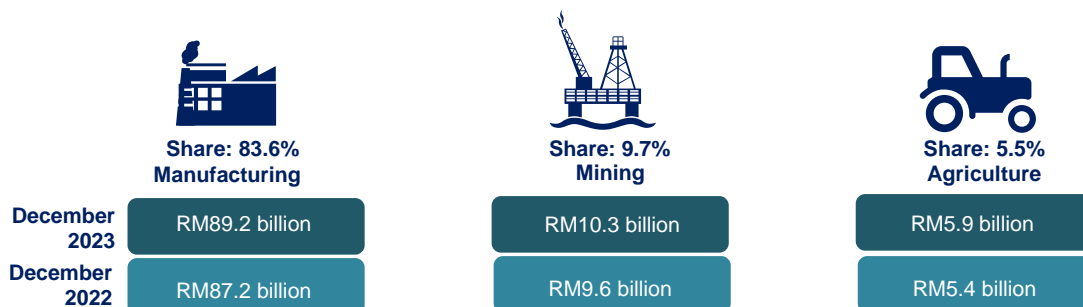 Share: 83.6%
Manufacturing
Share: 9.7%
Mining
Share: 5.5%
Agriculture
December
2023
RM89.2 billion
RM10.3 billion
RM5.9 billion
December
2022
RM87.2 billion
RM9.6 billion
RM5.4 billion